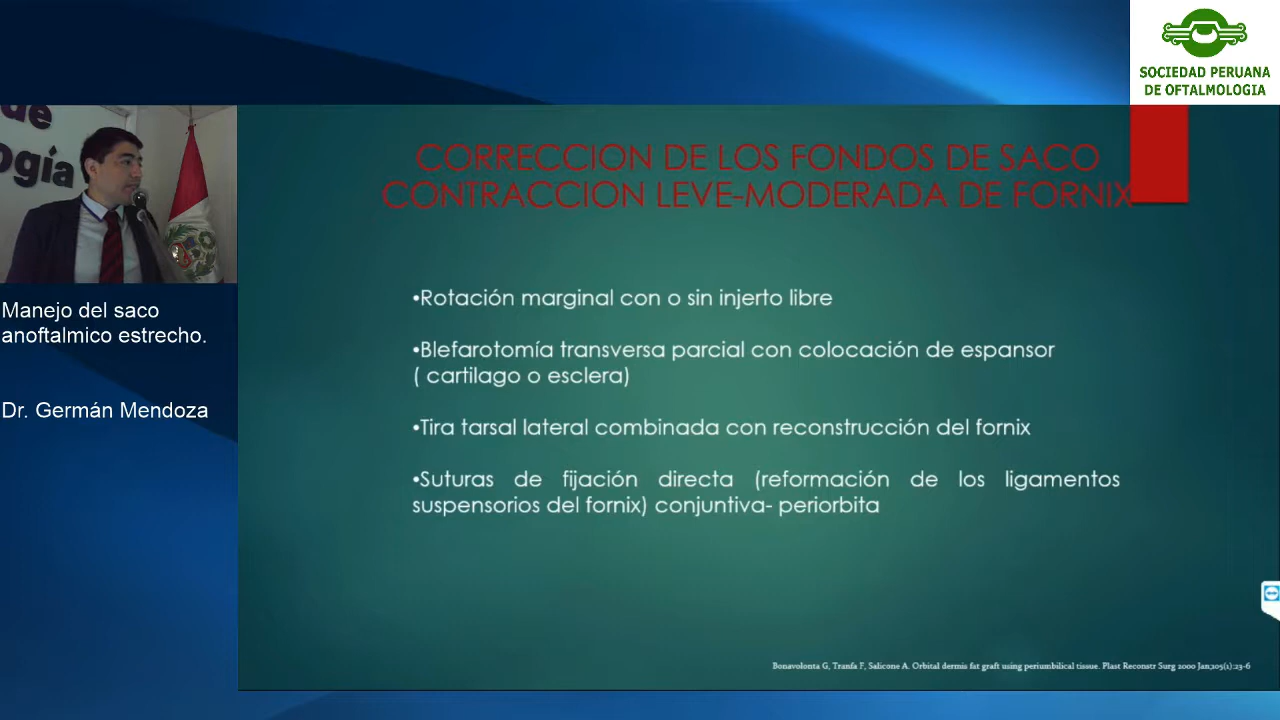 SOCIEDAD PERUANA
DE OFTALMOLOGIA
de
ogía
Manejo del saco
anoftalmico estrecho.
Dr. Germán Mendoza
CORRECCION DE LOS FONDOS DE SACO
CONTRACCION LEVE-MODERADA DE FORNIX
•Rotación marginal con o sin injerto libre
•Blefarotomía transversa parcial con colocación de espansor
( cartilago o esclera)
•Tira tarsal lateral combinada con reconstrucción del fornix
•Suturas de fijación directa (reformación de los ligamentos
suspensorios del fornix) conjuntiva- periorbita
Bonavolonta G, Tranfa F, Salicone A. Orbital dermis fat graft using periumbilical tissue. Plast Reconstr Surg 2000 Jan;105(1):23-6